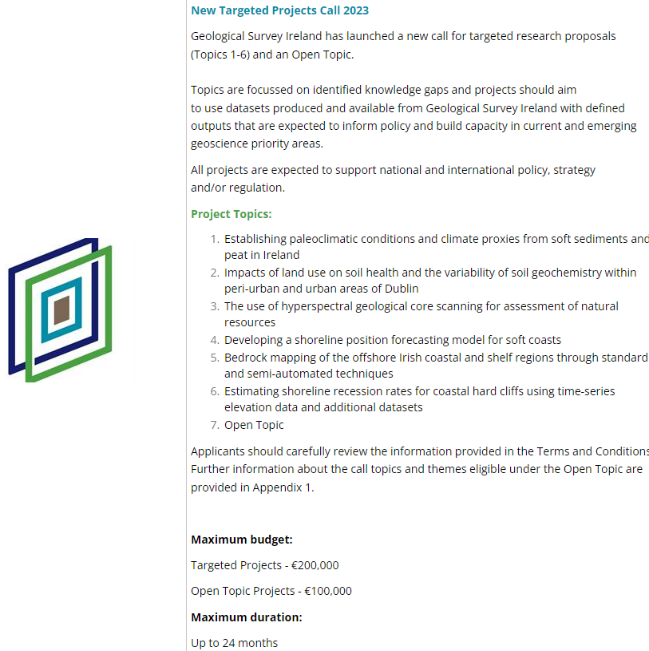 New Targeted Projects Call 2023
Geological Survey Ireland has launched a new call for targeted research proposals
(Topics 1-6) and an Open Topic.
Topics are focussed on identified knowledge gaps and projects should aim
to use datasets produced and available from Geological Survey Ireland with defined
outputs that are expected to inform policy and build capacity in current and emerging
geoscience priority areas.
All projects are expected to support national and international policy, strategy
and/or regulation.
Project Topics:
1. Establishing paleoclimatic conditions and climate proxies from soft sediments and
peat in Ireland
2. Impacts of land use on soil health and the variability of soil geochemistry within
peri-urban and urban areas of Dublin
3. The use of hyperspectral geological core scanning for assessment of natural
resources
4. Developing a shoreline position forecasting model for soft coasts
5. Bedrock mapping of the offshore Irish coastal and shelf regions through standard
and semi-automated techniques
6. Estimating shoreline recession rates for coastal hard cliffs using time-series
elevation data and additional datasets
7. Open Topic
Applicants should carefully review the information provided in the Terms and Conditions
Further information about the call topics and themes eligible under the Open Topic are
provided in Appendix 1.
Maximum budget:
Targeted Projects - €200,000
Open Topic Projects - €100,000
Maximum duration:
Up to 24 months